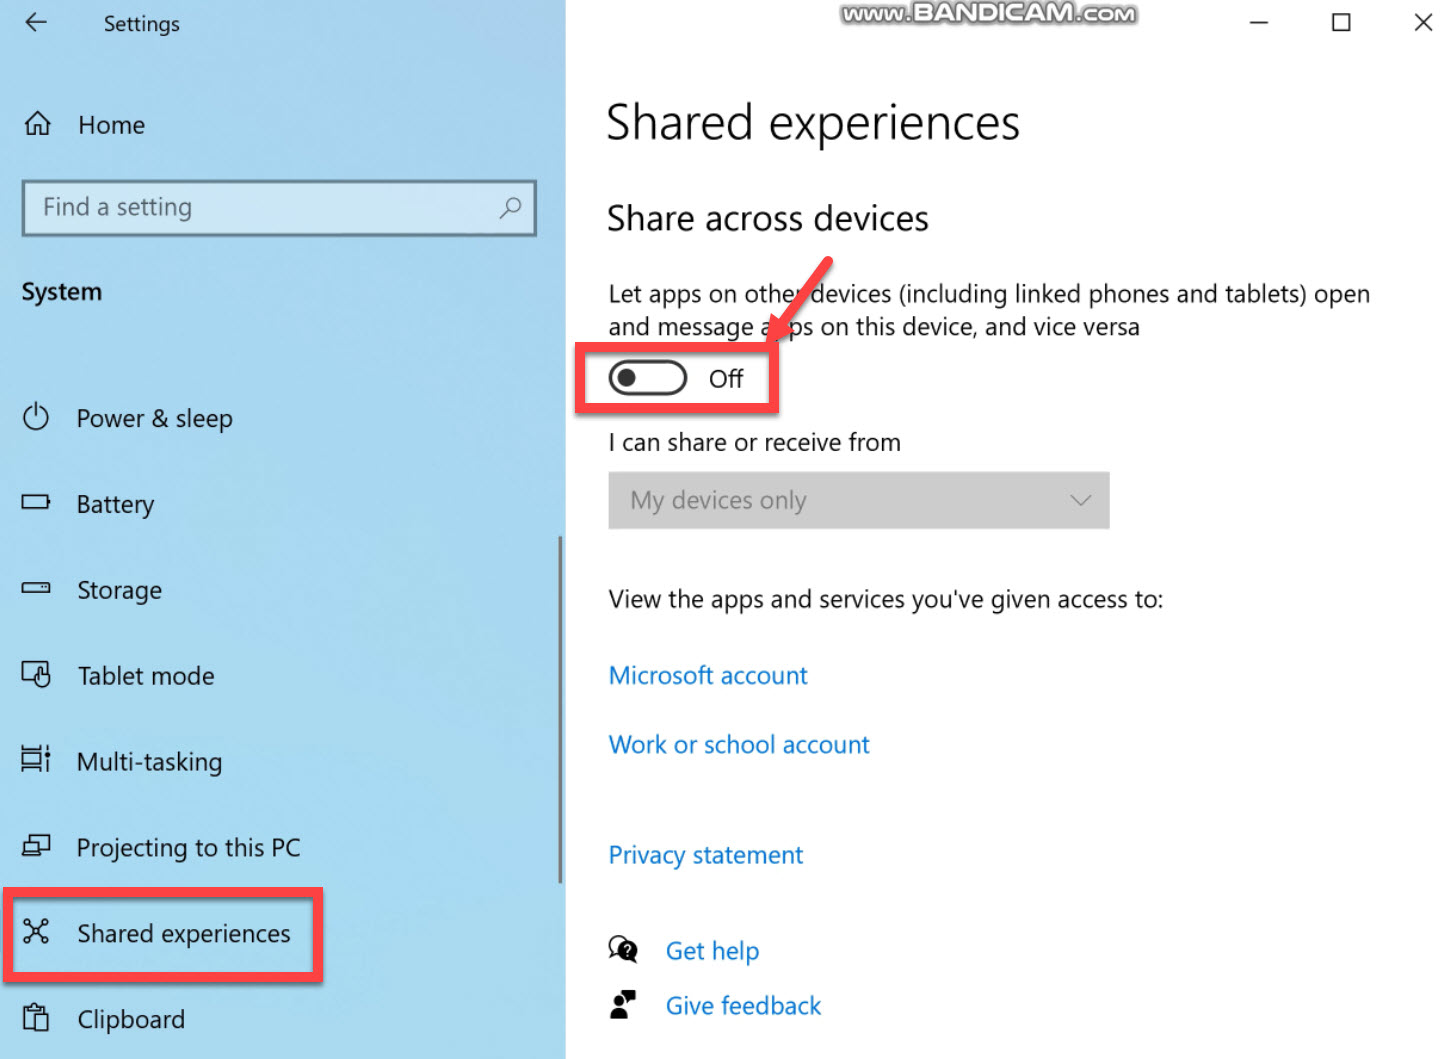 Settings
www.BANDICAM.com
Home
Find a setting
System
Power & sleep
Battery
Storage
Tablet mode
Multi-tasking
Projecting to this PC
Shared experiences
Clipboard
Shared experiences
Share across devices
Let apps on other devices (including linked phones and tablets) open
and message apps on this device, and vice versa
Off
I can share or receive from
My devices only
View the apps and services you've given access to:
Microsoft account
Work or school account
Privacy statement
Get help
Give feedback